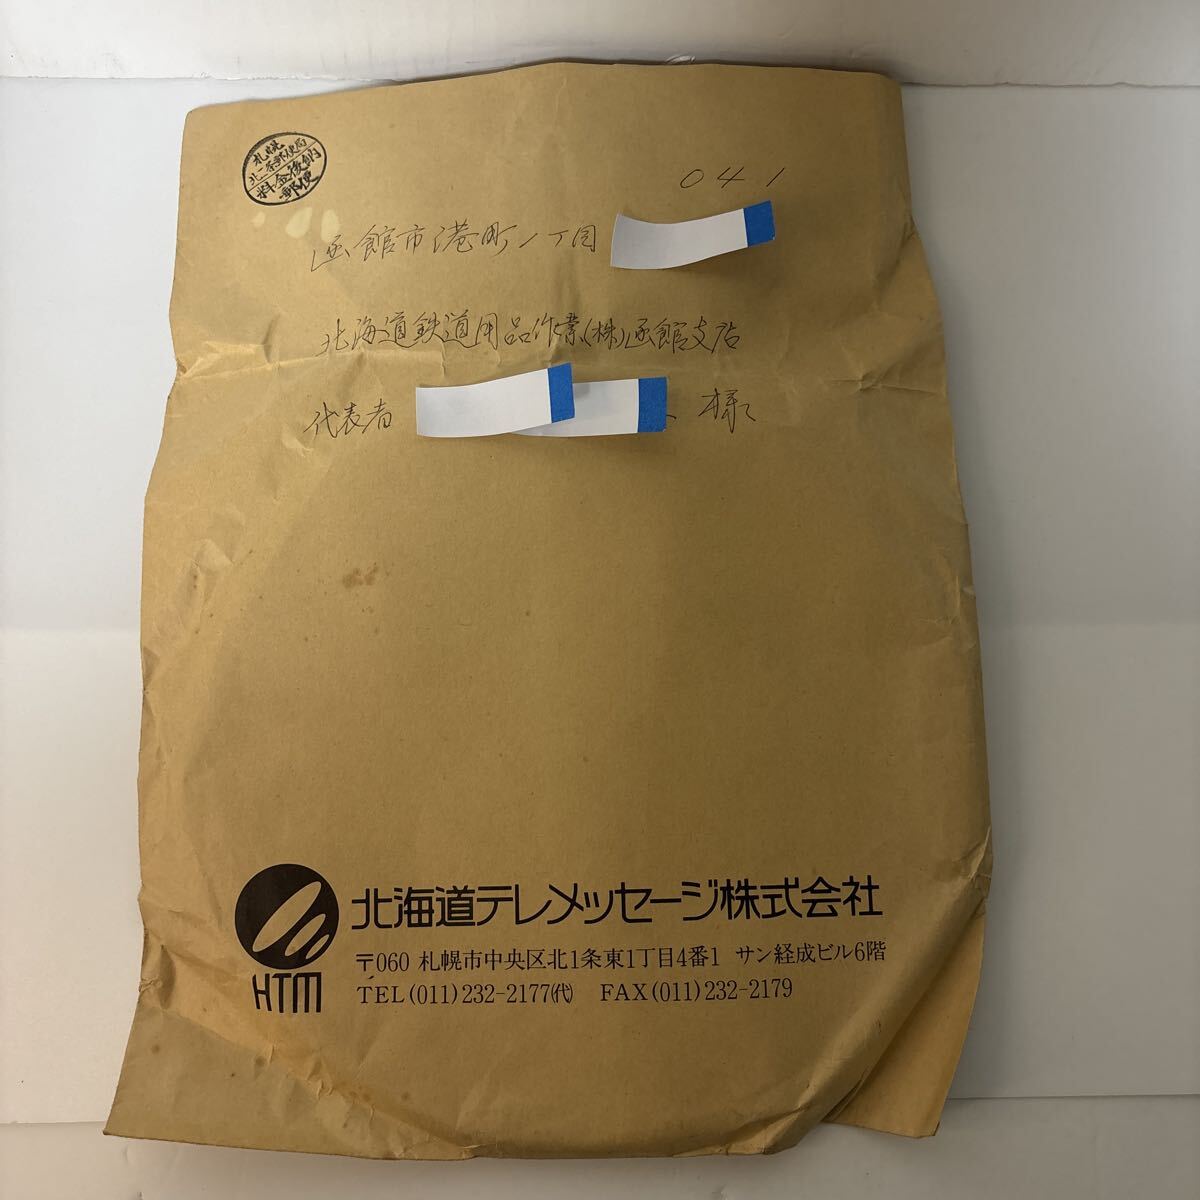 札幌
北二条郵便局
料金後納
郵便
041
函館市港町1丁目
北海道鉄道用品作業(株)函館支店
代表者 様
北海道テレメッセージ株式会社
HTM
〒060 札幌市中央区北1条東1丁目4番1 サン経成ビル6階
TEL(011)232-2177(代) FAX(011)232-2179